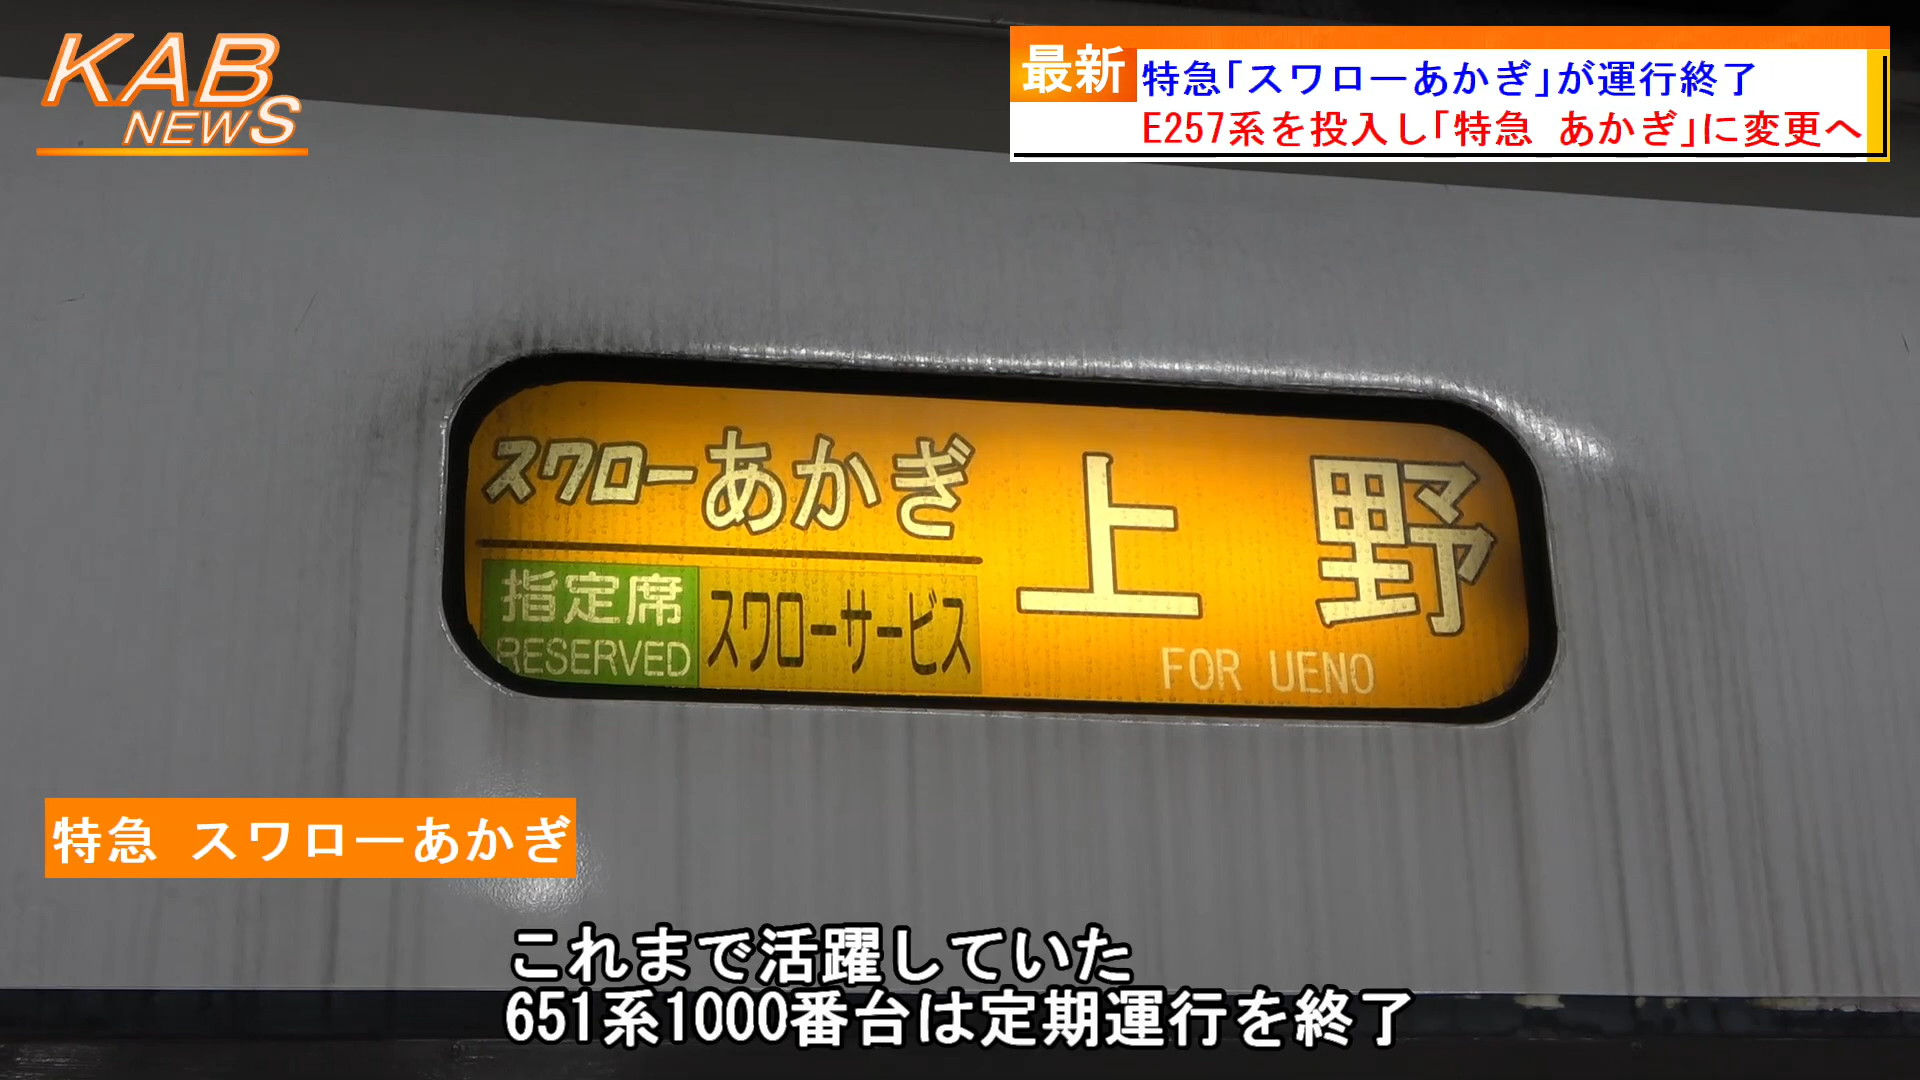 KAB
NEWS
最新
特急「スワローあかぎ」が運行終了
E257系を投入し「特急 あかぎ」に変更へ
スワローあかぎ
上野
指定席
RESERVED
スワローサービス
FOR UENO
特急 スワローあかぎ
これまで活躍していた
651系1000番台は定期運行を終了